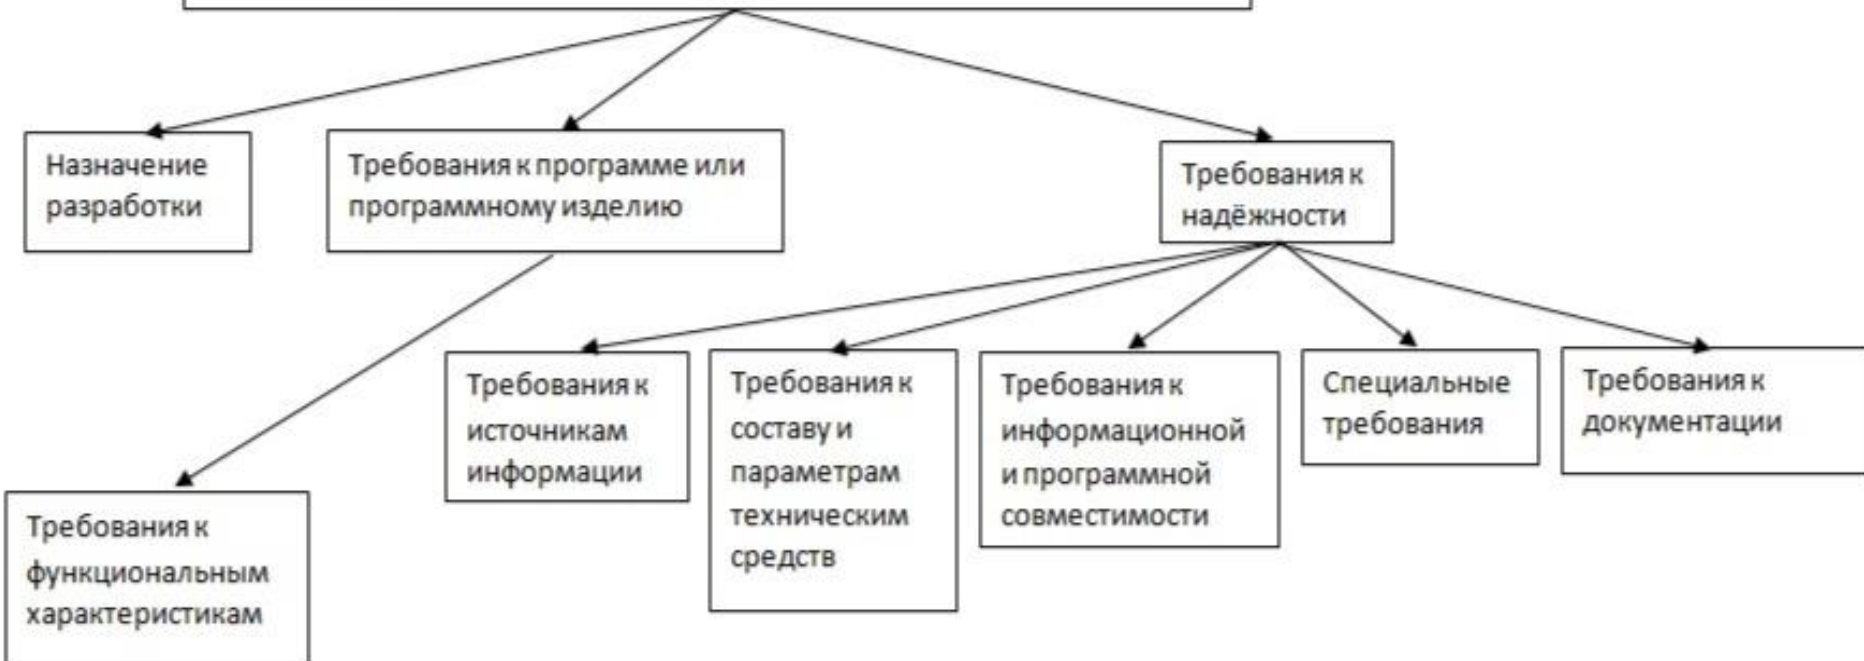 Назначение
разработки
Требования к программе или
программному изделию
Требования к
надёжности
Требования к
источникам
информации
Требования к
составу и
параметрам
техническим
средств
Требования к
информационной
и программной
совместимости
Специальные
требования
Требования к
документации
Требования к
функциональным
характеристикам